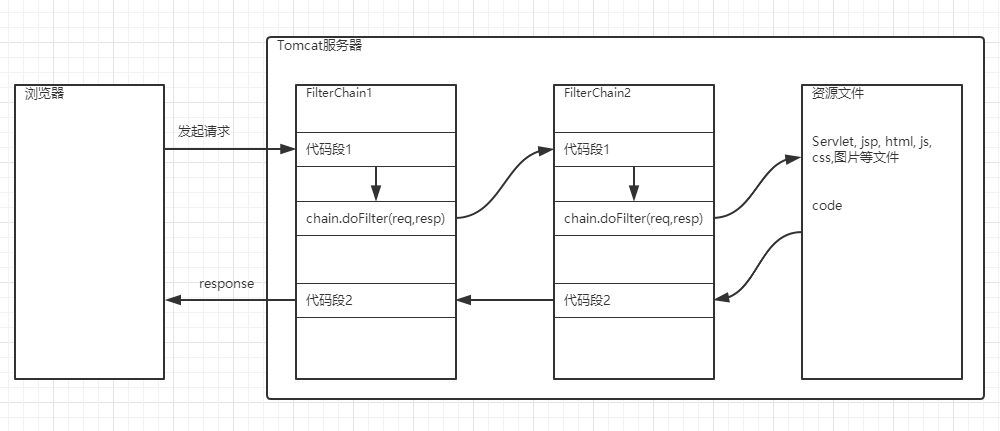 Tomcat服务器
浏览器
发起请求
response
FilterChain1
代码段1
chain.doFilter(req,resp)
代码段2
FilterChain2
代码段1
chain.doFilter(req,resp)
代码段2
资源文件
Servlet, jsp, html, js,
css,图片等文件
code